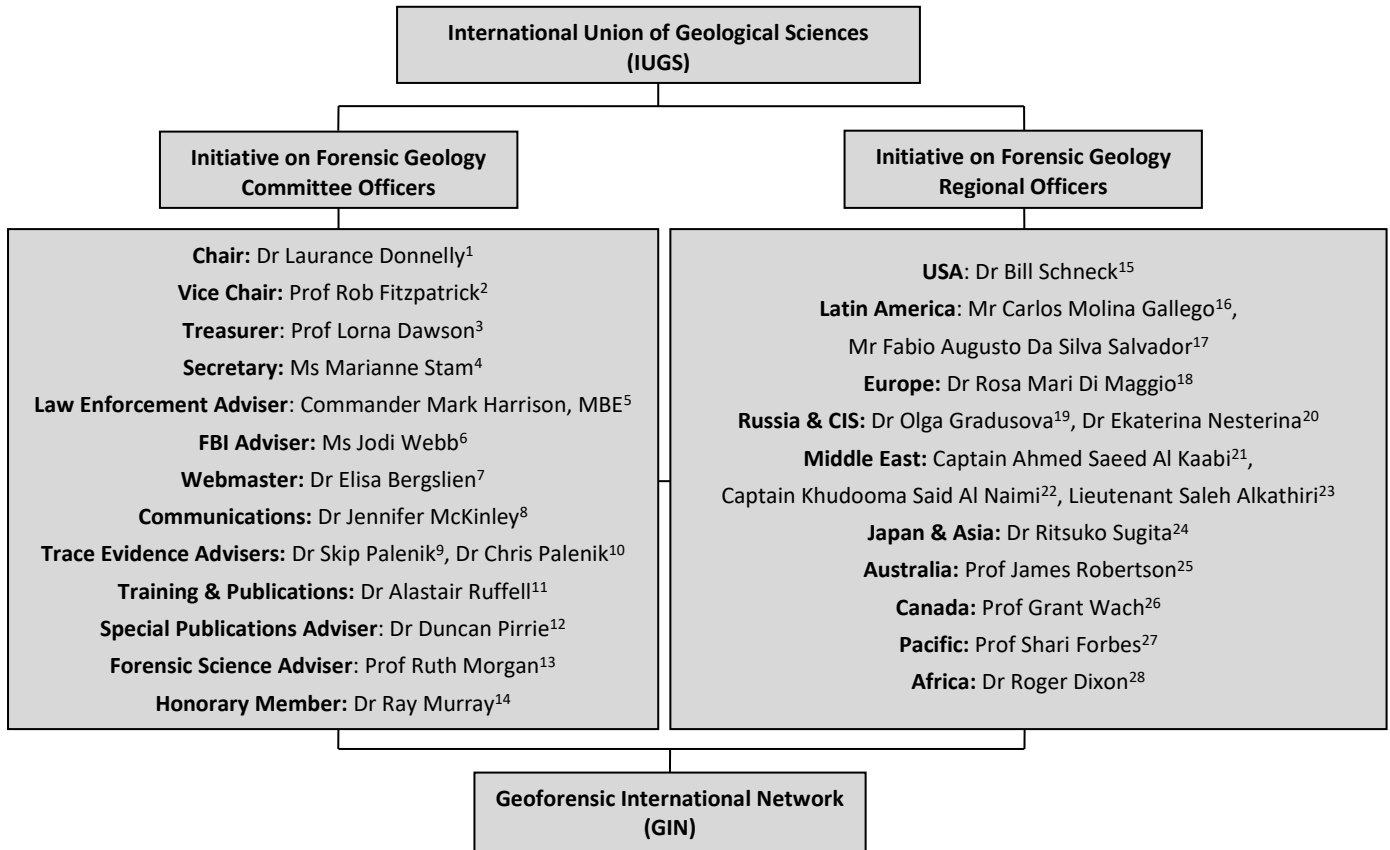 International Union of Geological Sciences
(IUGS)
Initiative on Forensic Geology
Committee Officers
Initiative on Forensic Geology
Regional Officers
Chair: Dr Laurance Donnelly1
Vice Chair: Prof Rob Fitzpatrick2
Treasurer: Prof Lorna Dawson3
Secretary: Ms Marianne Stam4
Law Enforcement Adviser: Commander Mark Harrison, MBE5
FBI Adviser: Ms Jodi Webb6
Webmaster: Dr Elisa Bergslien7
Communications: Dr Jennifer McKinley8
Trace Evidence Advisers: Dr Skip Palenik9, Dr Chris Palenik10
Training & Publications: Dr Alastair Ruffell11
Special Publications Adviser: Dr Duncan Pirrie12
Forensic Science Adviser: Prof Ruth Morgan13
Honorary Member: Dr Ray Murray14
USA: Dr Bill Schneck15
Latin America: Mr Carlos Molina Gallego16,
Mr Fabio Augusto Da Silva Salvador17
Europe: Dr Rosa Mari Di Maggio18
Russia & CIS: Dr Olga Gradusova19, Dr Ekaterina Nesterina20
Middle East: Captain Ahmed Saeed Al Kaabi21,
Captain Khudooma Said Al Naimi22, Lieutenant Saleh Alkathiri23
Japan & Asia: Dr Ritsuko Sugita24
Australia: Prof James Robertson25
Canada: Prof Grant Wach26
Pacific: Prof Shari Forbes27
Africa: Dr Roger Dixon28
Geoforensic International Network
(GIN)